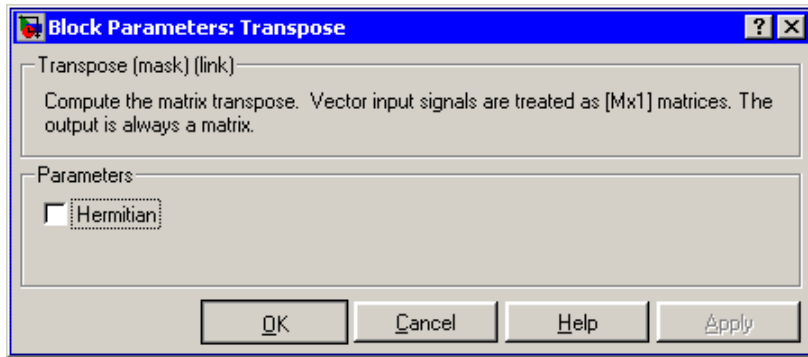 Block Parameters: Transpose
Transpose (mask) (link)
Compute the matrix transpose.  Vector input signals are treated as [Mx1] matrices. The
output is always a matrix.
Parameters
Hermitian
OK
Cancel
Help
Apply